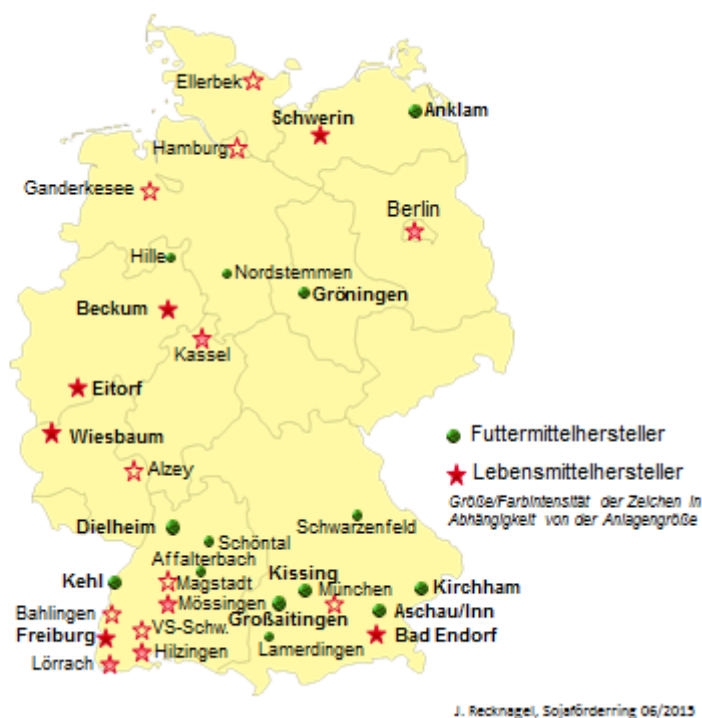 Ellerbek
Schwerin
Anklam
Hamburg
Ganderkesee
Berlin
Hille
Nordstemmen
Gröningen
Beckum
Kassel
Eitorf
Wiesbaum
Futtermittelhersteller
Alzey
Lebensmittelhersteller
Größe/Farbintensität der Zeichen in
Abhängigkeit von der Anlagengröße
Schwarzenfeld
Dielheim
Schöntal
Affalterbach
Kehl
Magstadt
Kissing
München
Kirchham
Mössingen
Bahlingen
Großaitingen
Aschau/Inn
VS-Schw.
Freiburg
Bad Endorf
Lamerdingen
Hilzingen
Lörrach
J. Recknagel, Sojaförderring 06/2015